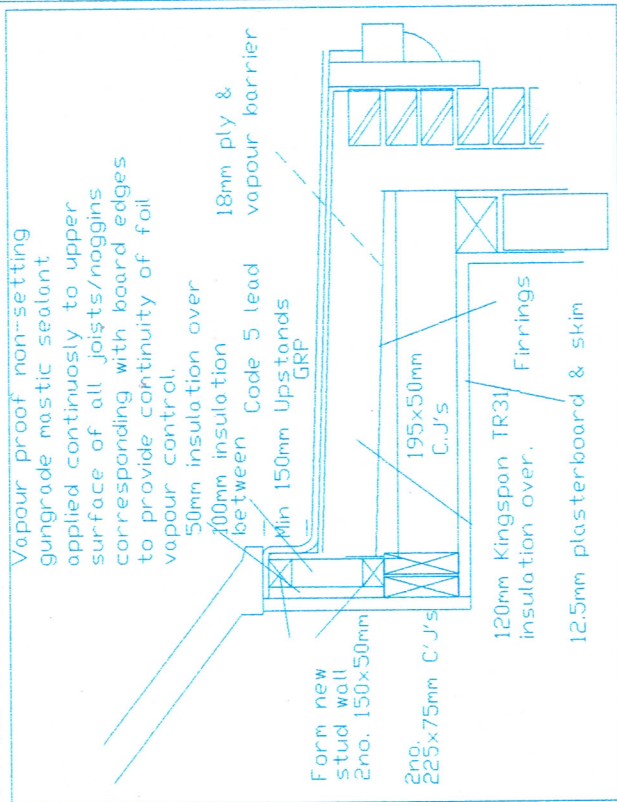 Vapour proof non-setting
gungrade mastic sealant
applied continuosly to upper
surface of all joists/noggins
corresponding with board edges
to provide continuity of foil
vapour control.
50mm insulation over
100mm insulation
between
Code 5 lead
18mm ply &
vapour barrier
Min 150mm Upstands
GRP
Form new
stud wall
2no. 150x50mm
2no.
225x75mm C'J's
195x50mm
C.J's
Firrings
120mm Kingspan TR31
insulation over.
12.5mm plasterboard & skim